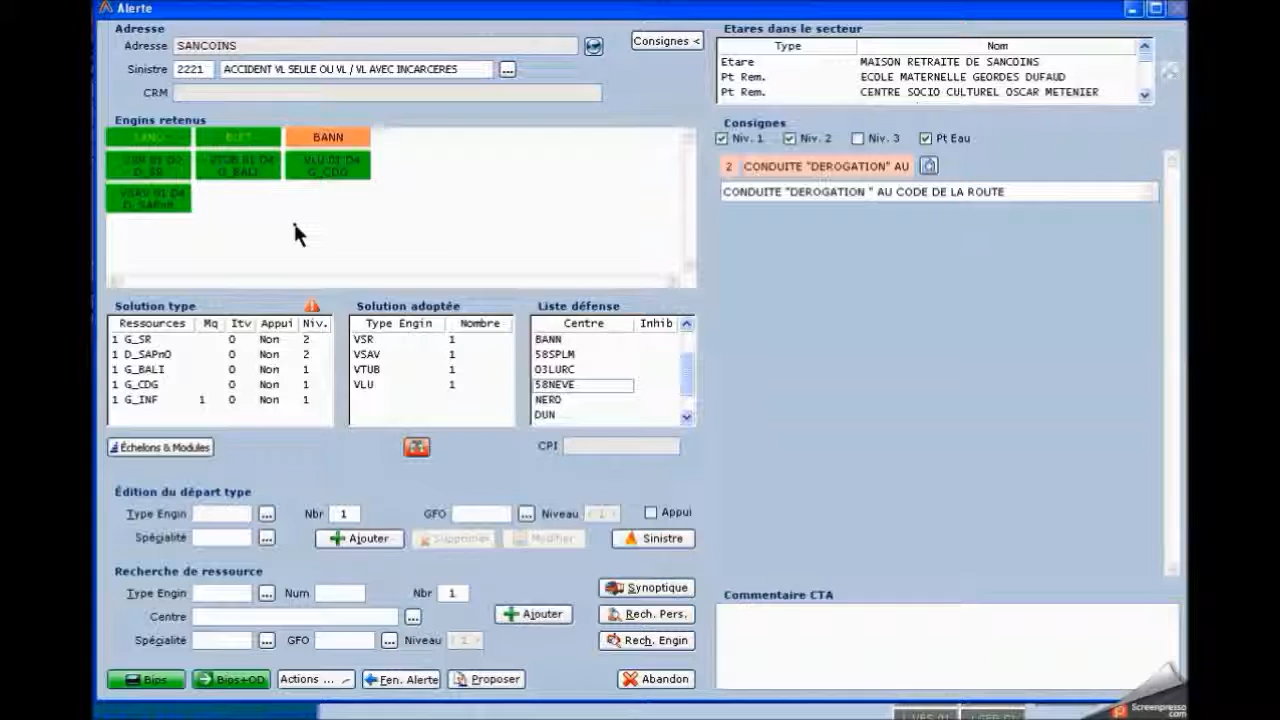 Alerte
Adresse
Adresse SANCOINS
Consignes <
Sinistre 2221 ACCIDENT VL SEULE OU VL / VL AVEC INCARCERES ...
CRM
Engins retenus
BANN
D_SR G_BALI G_CDG
Solution type
Ressources Mq Itv Appui Niv.
1 G_SR 0 Non 2
1 D_SAPmO 0 Non 2
1 G_BALI 0 Non 1
1 G_CDG 0 Non 1
1 G_INF 1 0 Non 1
Solution adoptée
Type Engin Nombre
VSR 1
VSAV 1
VTUB 1
VLU 1
Liste défense
Centre Inhib
BANN
58SPLM
03LURC
58NEVE
NERO
DUN
Échelons & Modules
CPI
Édition du départ type
Type Engin ... Nbr 1 GFO ... Niveau 1 Appui
Spécialité ... Ajouter Supprimer Modifier Sinistre
Recherche de ressource
Type Engin ... Num Nbr 1 Synoptique
Centre ... Ajouter Rech. Pers.
Spécialité ... GFO ... Niveau 1 Rech. Engin
Bips Bips+OD Actions ... Fen. Alerte Proposer Abandon
Etares dans le secteur
Type Nom
Etare MAISON RETRAITE DE SANCOINS
Pt Rem. ECOLE MATERNELLE GEORDES DUFAUD
Pt Rem. CENTRE SOCIO CULTUREL OSCAR METENIER
Consignes
Niv. 1 Niv. 2 Niv. 3 Pt Eau
2 CONDUITE "DEROGATION" AU
CONDUITE "DEROGATION " AU CODE DE LA ROUTE
Commentaire CTA
Screenpresso
.com